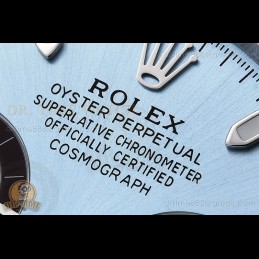 ROLEX
OYSTER PERPETUAL
SUPERLATIVE CHRONOMETER
OFFICIALLY CERTIFIED
COSMOGRAPH